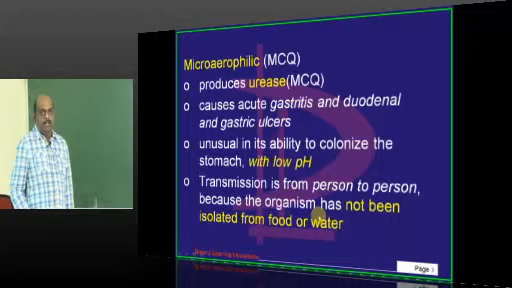 Microaerophilic (MCQ)
o produces urease(MCQ)
o causes acute gastritis and duodenal
and gastric ulcers
o unusual in its ability to colonize the
stomach, with low pH
o Transmission is from person to person,
because the organism has not been
isolated from food or water
Page